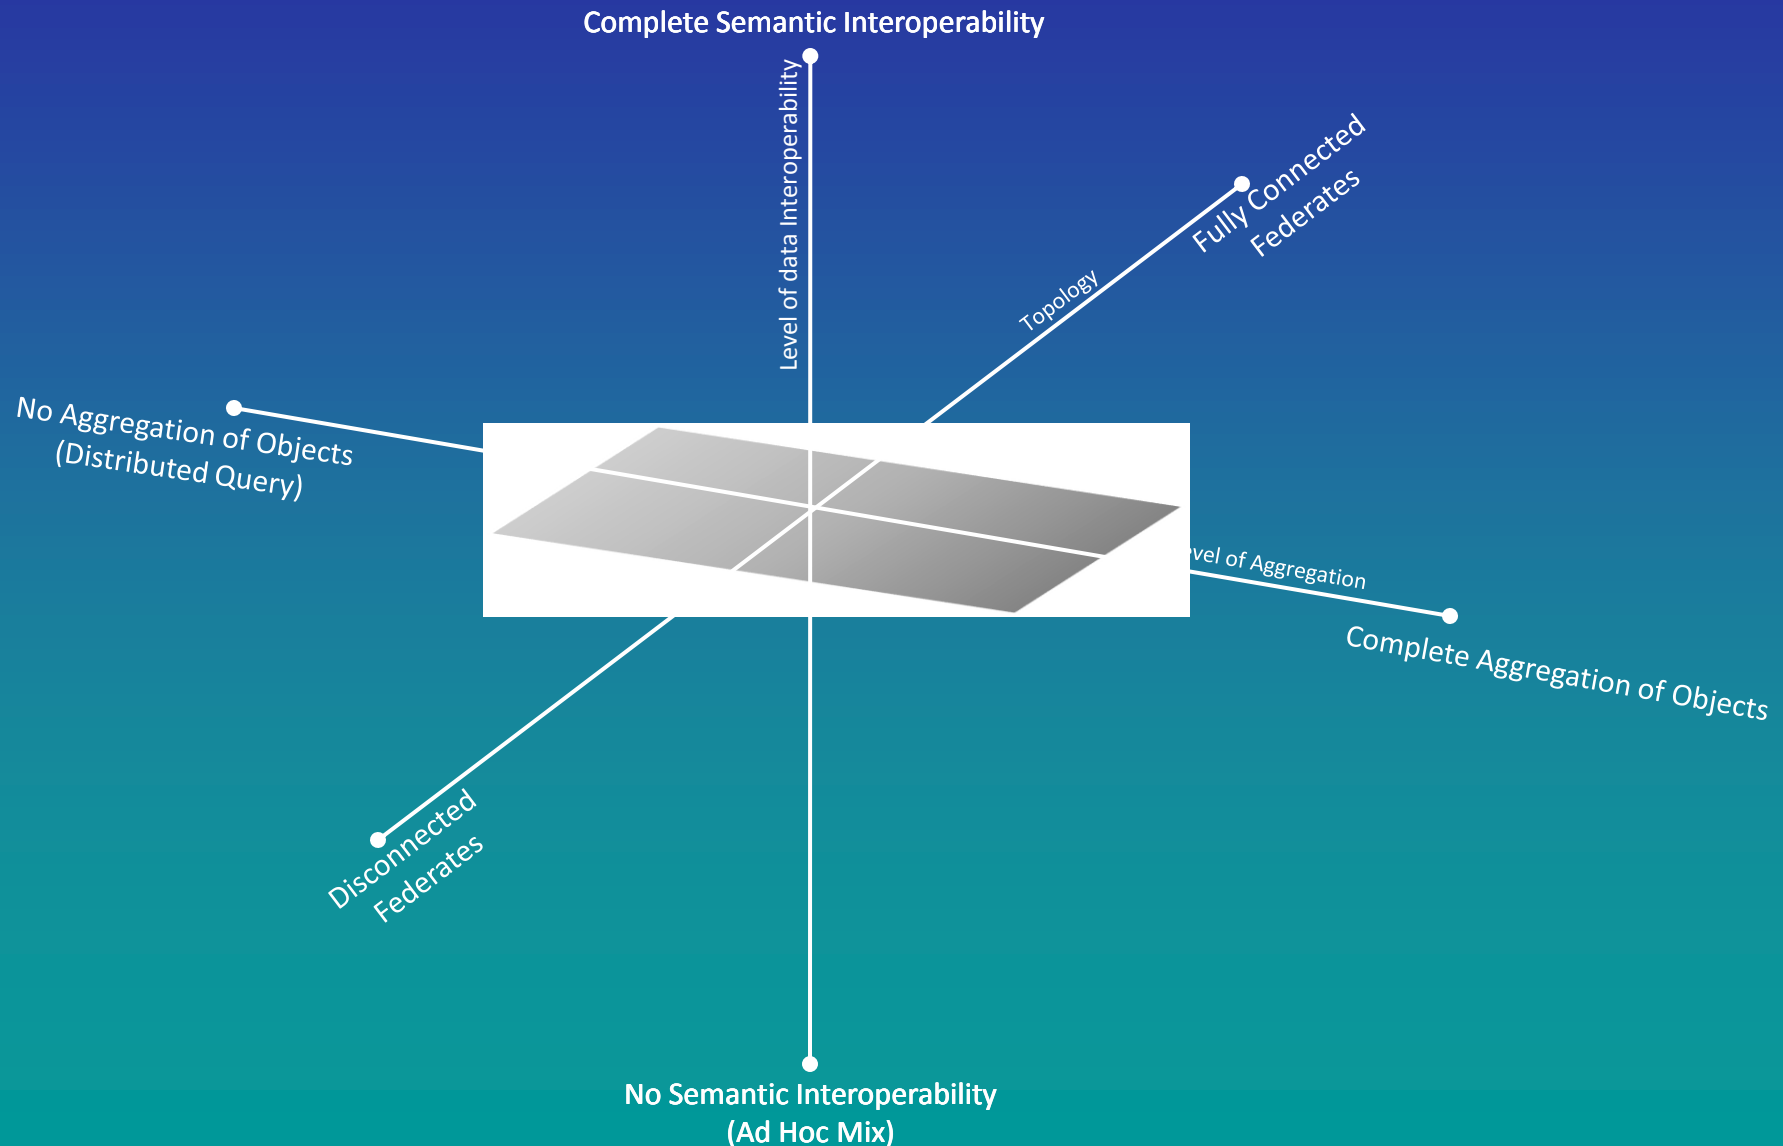 Complete Semantic Interoperability
Level of data Interoperability
Fully Connected
Federates
Topology
No Aggregation of Objects
(Distributed Query)
of Aggregation
Complete Aggregation of Objects
Disconnected
Federates
No Semantic Interoperability
(Ad Hoc Mix)